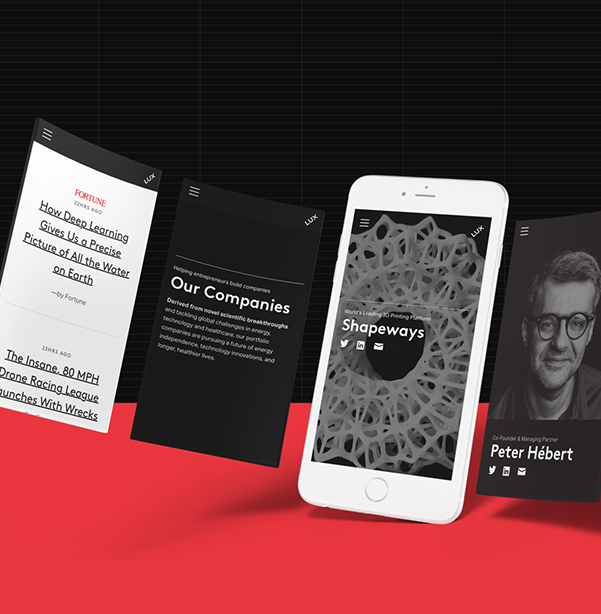 LUX
FORTUNE
22HRS AGO
How Deep Learning
Gives Us a Precise
Picture of All the Water
on Earth
—by Fortune
22HRS AGO
The Insane, 80 MPH
Drone Racing League
Launches With Wrecks
LUX
Helping entrepreneurs build companies
Our Companies
Derived from novel scientific breakthroughs
and tackling global challenges in energy,
technology and healthcare, our portfolio
companies are pursuing a future of energy
independence, technology innovations, and
longer, healthier lives.
LUX
World's Leading 3D Printing Platform
Shapeways
Co-Founder & Managing Partner
Peter Hébert